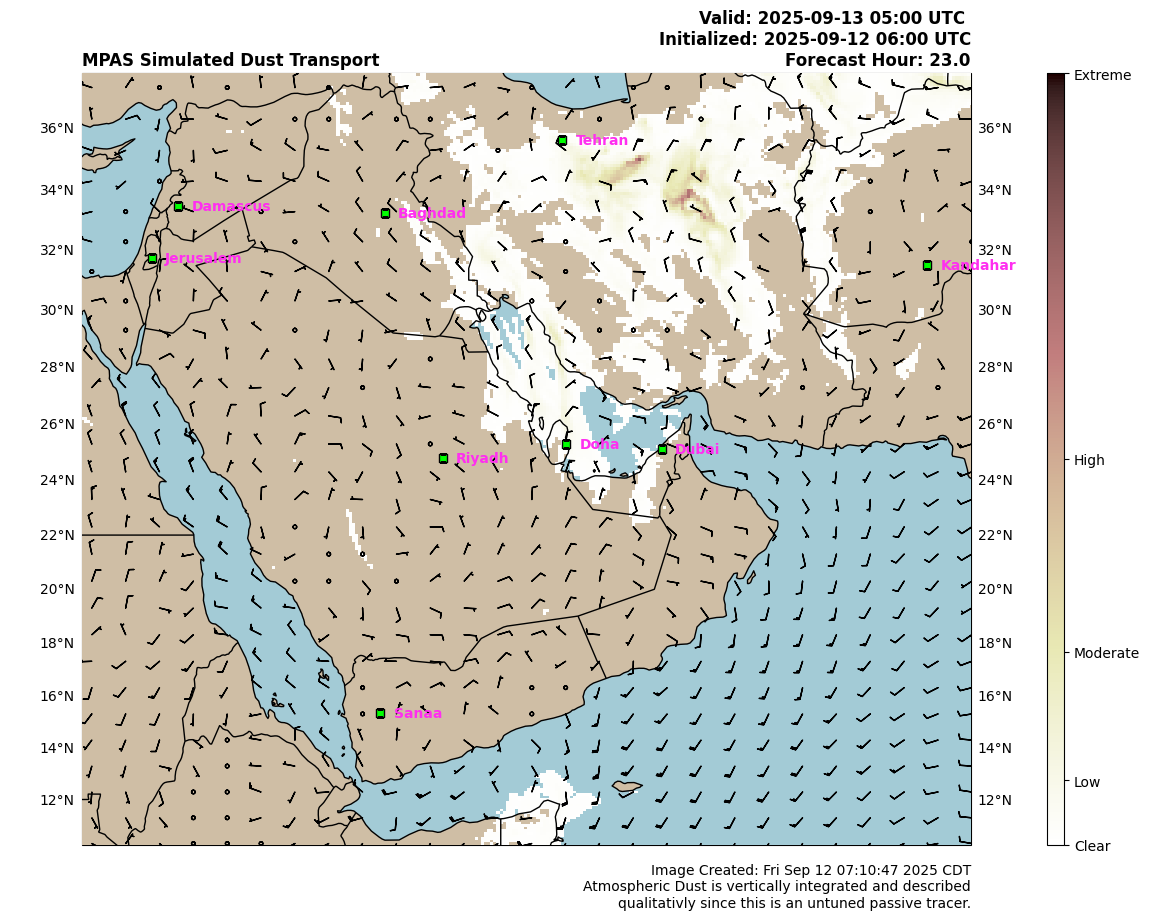 Valid: 2025-09-13 05:00 UTC
Initialized: 2025-09-12 06:00 UTC
MPAS Simulated Dust Transport
Forecast Hour: 23.0
Extreme
36°N
36°N
Tehran
34°N
34°N
Damascus
Baghdad
32°N
32°N
Jerusalem
Kandahar
30°N
30°N
28°N
28°N
26°N
26°N
Doha
Dubai
Riyadh
High
24°N
24°N
22°N
22°N
20°N
20°N
18°N
18°N
Moderate
16°N
16°N
Sanaa
14°N
14°N
Low
12°N
12°N
Clear
Image Created: Fri Sep 12 07:10:47 2025 CDT
Atmospheric Dust is vertically integrated and described
qualitativly since this is an untuned passive tracer.